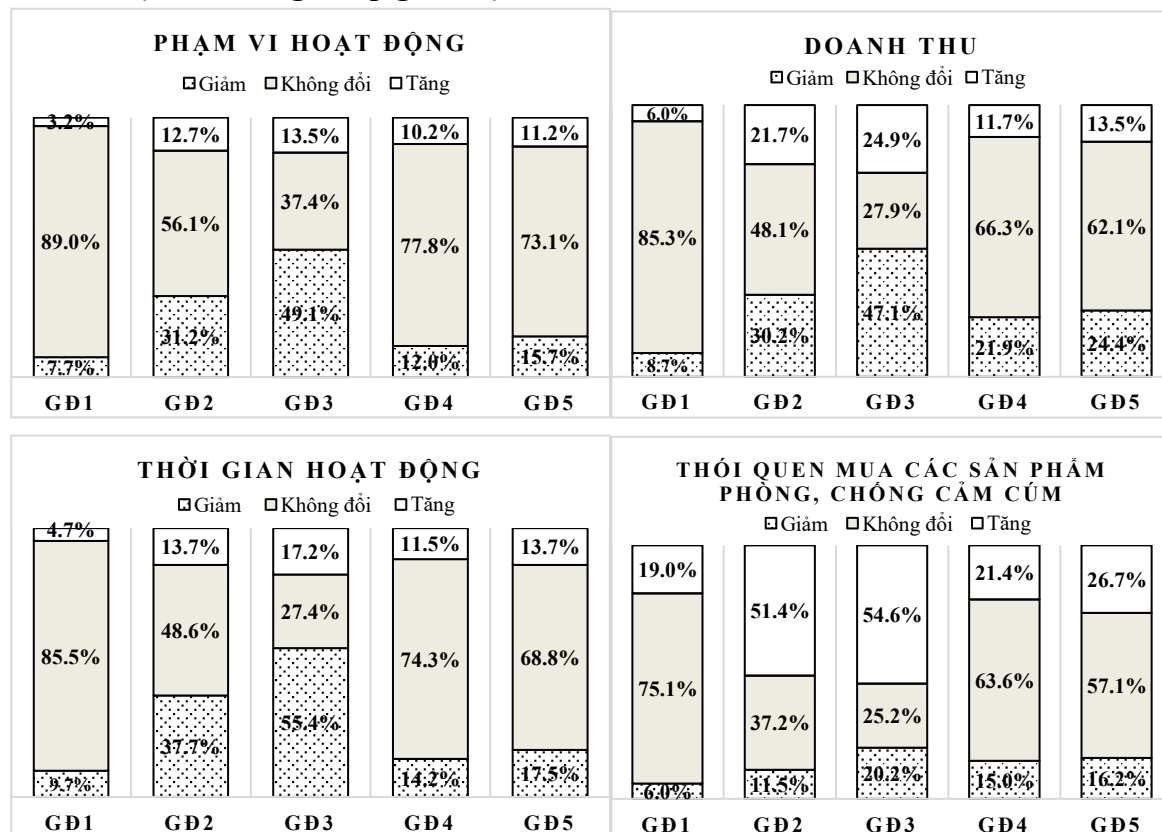 PHẠM VI HOẠT ĐỘNG
Giảm Không đổi Tăng
3.2% 12.7% 13.5% 10.2% 11.2%
89.0% 56.1% 37.4% 77.8% 73.1%
7.7% 31.2% 49.1% 12.0% 15.7%
GĐ1 GĐ2 GĐ3 GĐ4 GĐ5
DOANH THU
Giảm Không đổi Tăng
6.0% 21.7% 24.9% 11.7% 13.5%
85.3% 48.1% 27.9% 66.3% 62.1%
8.7% 30.2% 47.1% 21.9% 24.4%
GĐ1 GĐ2 GĐ3 GĐ4 GĐ5
THỜI GIAN HOẠT ĐỘNG
Giảm Không đổi Tăng
4.7% 13.7% 17.2% 11.5% 13.7%
85.5% 48.6% 27.4% 74.3% 68.8%
9.7% 37.7% 55.4% 14.2% 17.5%
GĐ1 GĐ2 GĐ3 GĐ4 GĐ5
THÓI QUEN MUA CÁC SẢN PHẨM
PHÒNG, CHỐNG CẢM CÚM
Giảm Không đổi Tăng
19.0% 51.4% 54.6% 21.4% 26.7%
75.1% 37.2% 25.2% 63.6% 57.1%
6.0% 11.5% 20.2% 15.0% 16.2%
GĐ1 GĐ2 GĐ3 GĐ4 GĐ5